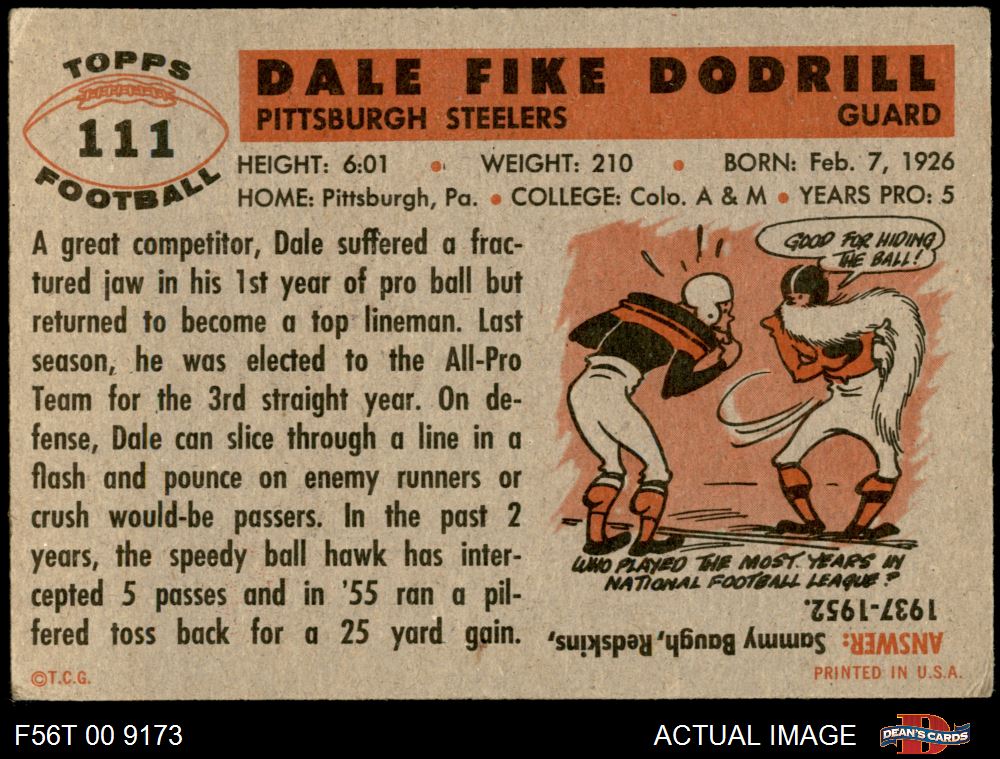 TOPPS
111
FOOTBALL
DALE FIKE DODRILL
PITTSBURGH STEELERS GUARD
HEIGHT: 6:01 • WEIGHT: 210 • BORN: Feb. 7, 1926
HOME: Pittsburgh, Pa. • COLLEGE: Colo. A & M • YEARS PRO: 5
A great competitor, Dale suffered a frac-
tured jaw in his 1st year of pro ball but
returned to become a top lineman. Last
season, he was elected to the All-Pro
Team for the 3rd straight year. On de-
fense, Dale can slice through a line in a
flash and pounce on enemy runners or
crush would-be passers. In the past 2
years, the speedy ball hawk has inter-
cepted 5 passes and in '55 ran a pil-
fered toss back for a 25 yard gain.
GOOD FOR HIDING
THE BALL!
WHO PLAYED THE MOST YEARS IN
NATIONAL FOOTBALL LEAGUE?
ANSWER: Sammy Baugh, Redskins,
1937-1952.
©T.C.G.
PRINTED IN U.S.A.
F56T 00 9173
ACTUAL IMAGE
D
DEAN'S CARDS